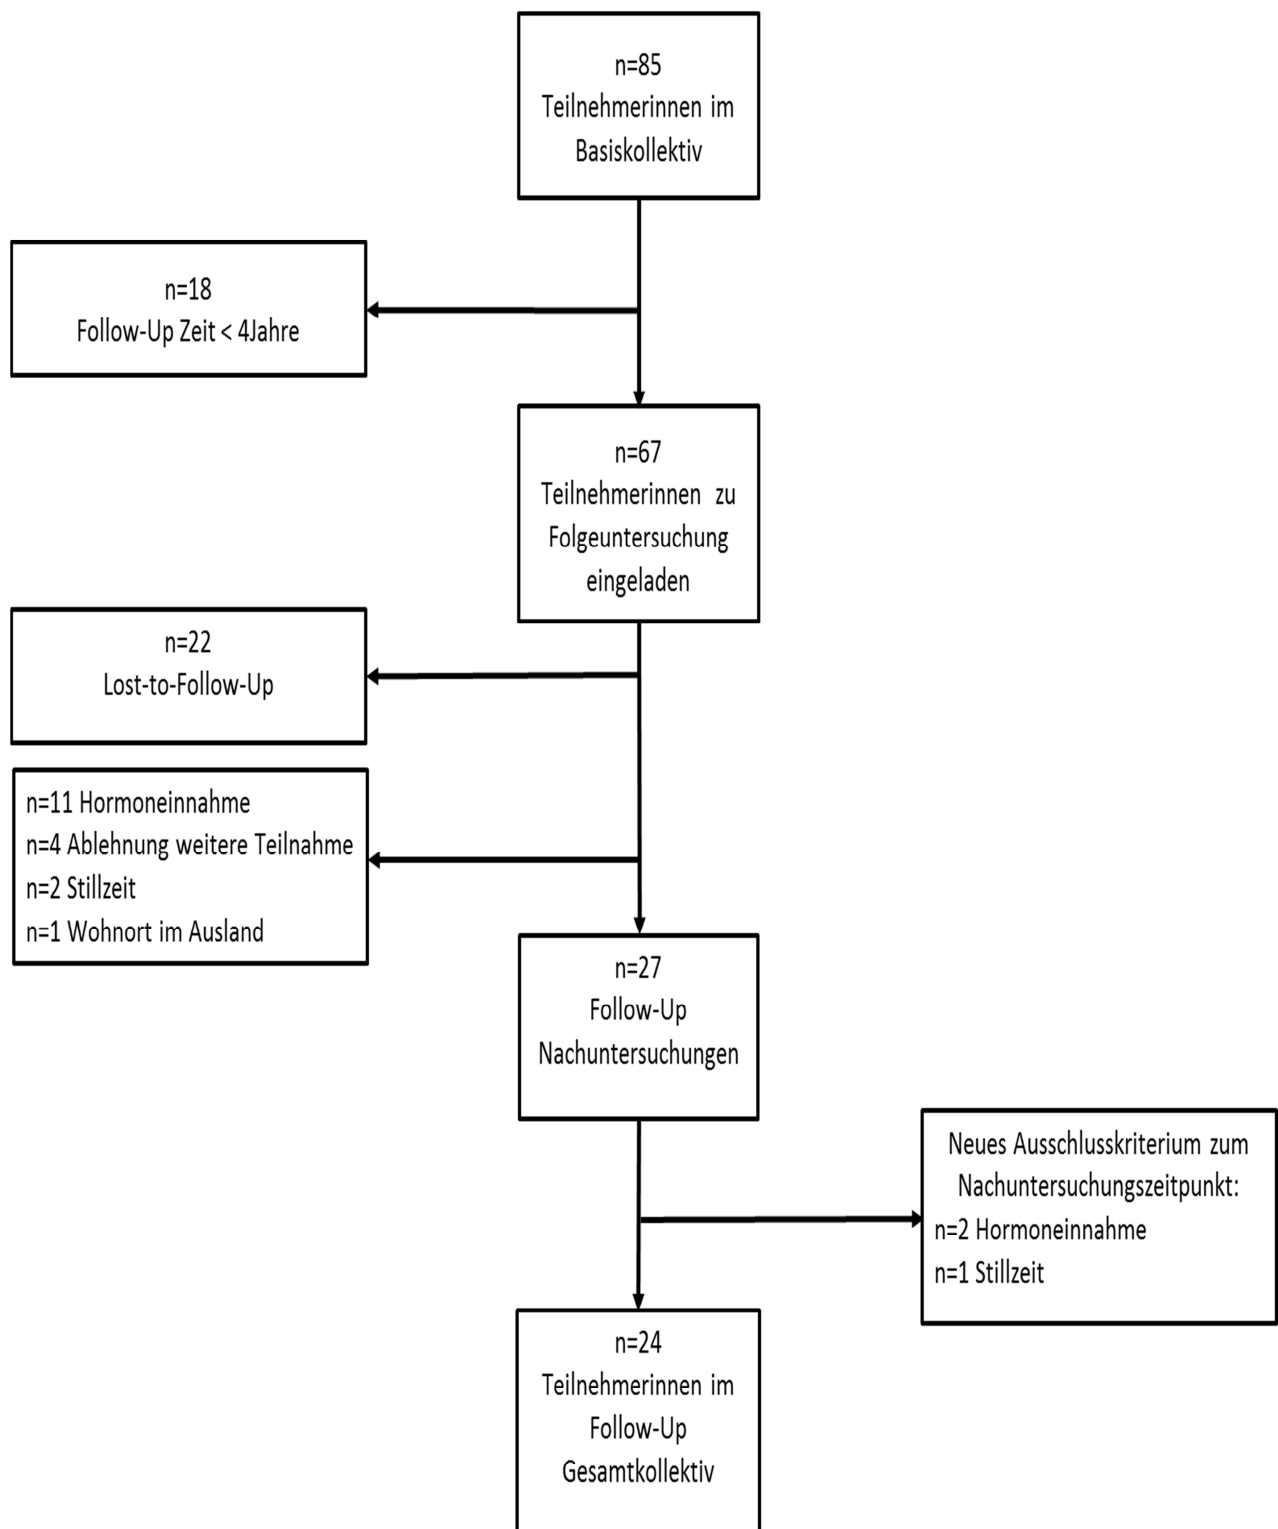 n=85
Teilnehmerinnen im
Basiskollektiv
n=18
Follow-Up Zeit < 4Jahre
n=67
Teilnehmerinnen zu
Folgeuntersuchung
eingeladen
n=22
Lost-to-Follow-Up
n=11 Hormoneinnahme
n=4 Ablehnung weitere Teilnahme
n=2 Stillzeit
n=1 Wohnort im Ausland
n=27
Follow-Up
Nachuntersuchungen
Neues Ausschlusskriterium zum
Nachuntersuchungszeitpunkt:
n=2 Hormoneinnahme
n=1 Stillzeit
n=24
Teilnehmerinnen im
Follow-Up
Gesamtkollektiv